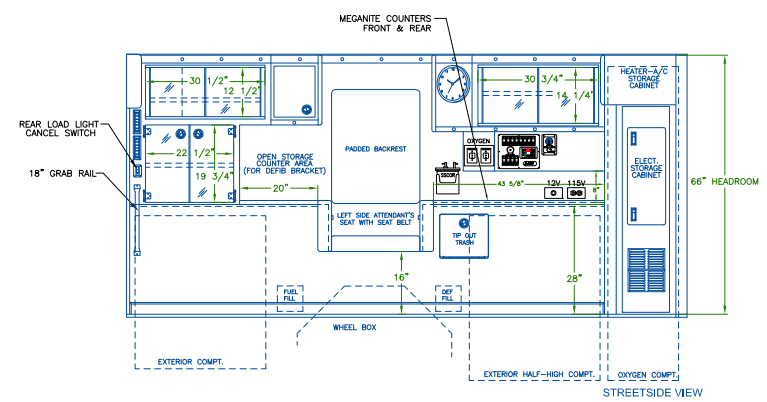 MEGANITE COUNTERS
FRONT & REAR
30 1/2"
12 1/2"
30 3/4"
14 1/4"
HEATER-A/C
STORAGE
CABINET
REAR LOAD LIGHT
CANCEL SWITCH
22 1/2"
19 3/4"
OPEN STORAGE
COUNTER AREA
(FOR DEFIB BRACKET)
PADDED BACKREST
OXYGEN
ELECT.
STORAGE
CABINET
18" GRAB RAIL
20"
SSCOR
43 5/8"
12V 115V
8"
66" HEADROOM
LEFT SIDE ATTENDANT'S
SEAT WITH SEAT BELT
TIP OUT
TRASH
16"
28"
FUEL
FILL
DEF
FILL
WHEEL BOX
EXTERIOR COMPT.
EXTERIOR HALF-HIGH COMPT.
OXYGEN COMPT.
STREETSIDE VIEW